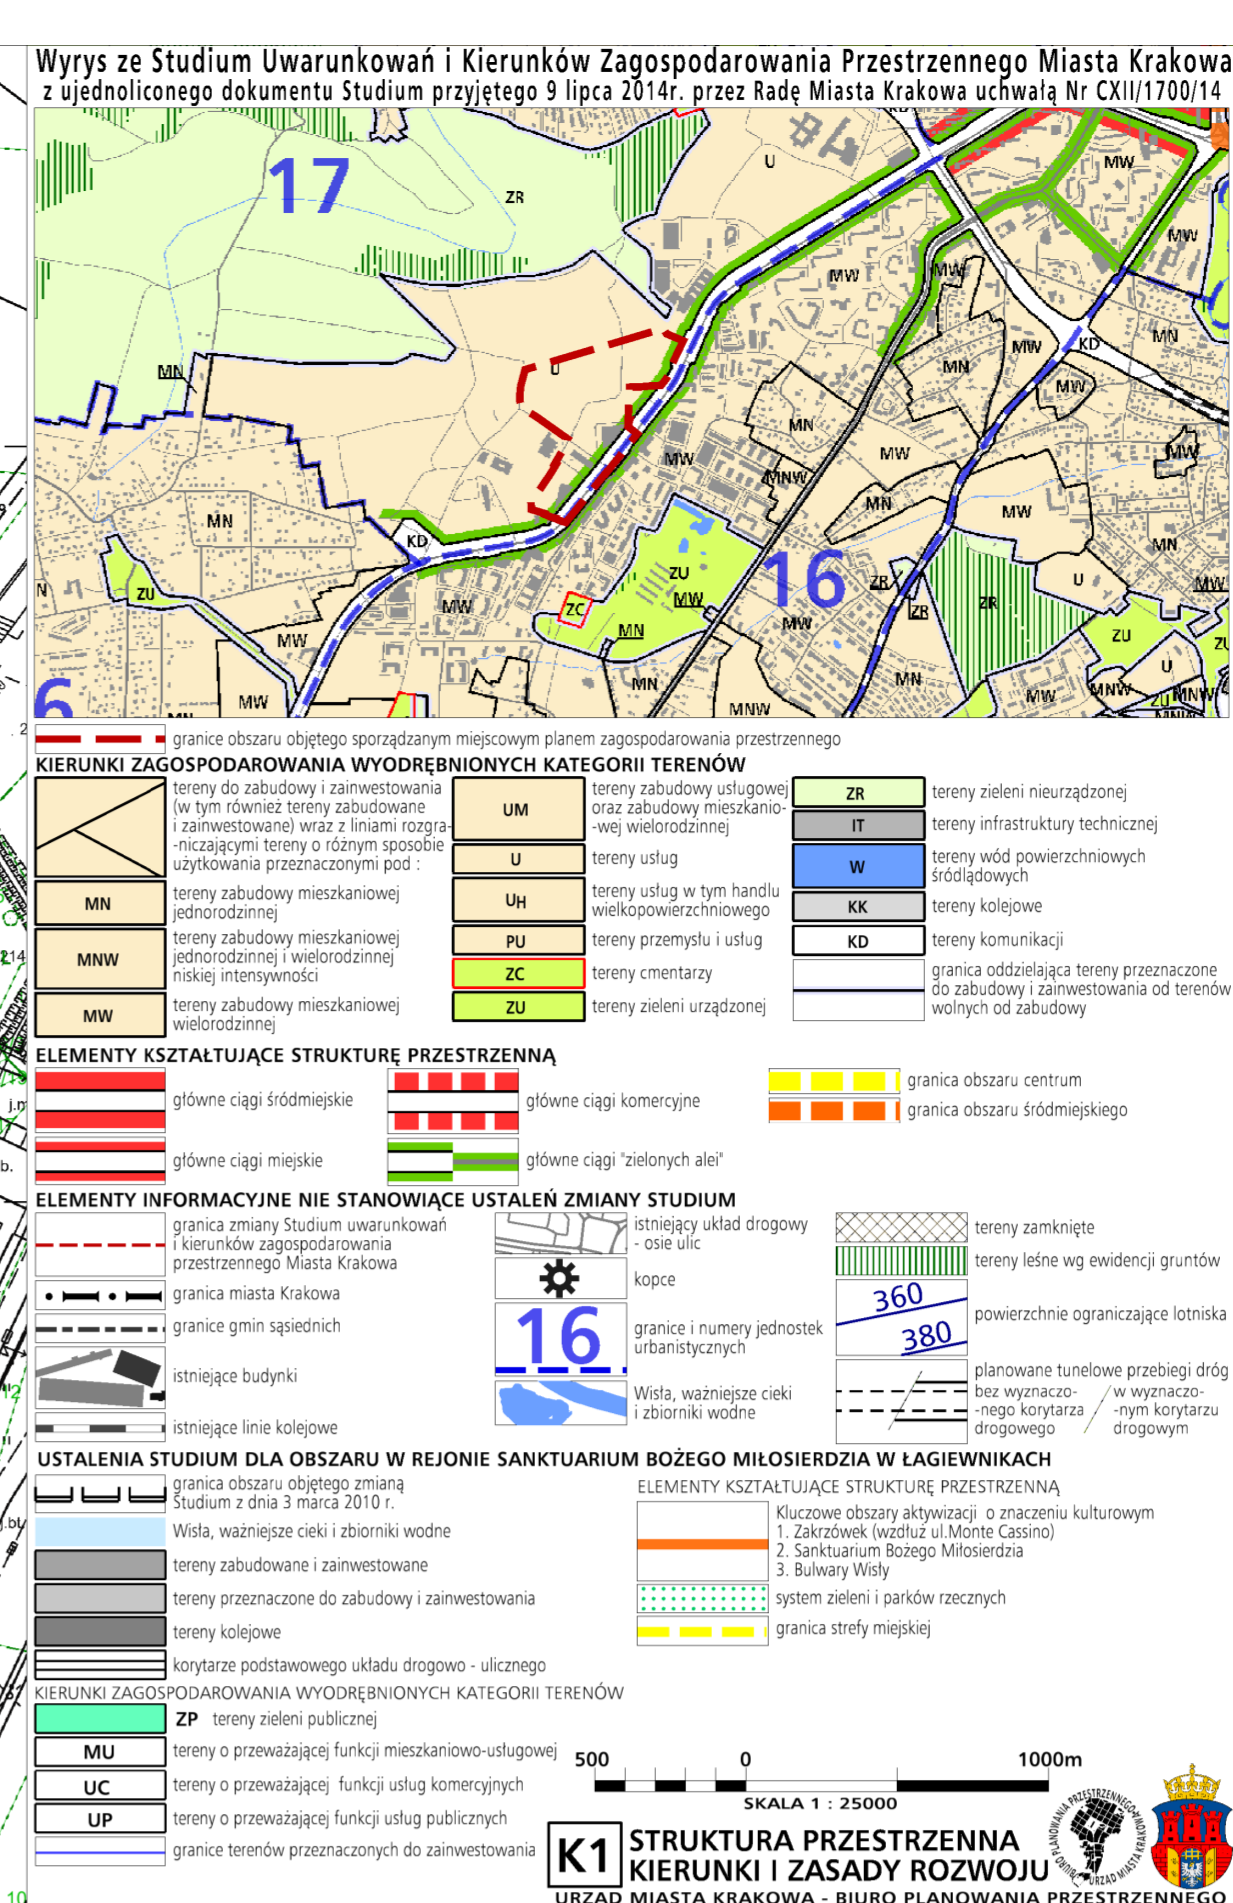 Wyrys ze Studium Uwarunkowań i Kierunków Zagospodarowania Przestrzennego Miasta Krakowa
z ujednoliconego dokumentu Studium przyjętego 9 lipca 2014r. przez Radę Miasta Krakowa uchwałą Nr CXII/1700/14
17
ZR
U
MW
MW
MW
MW
MN
KD
MN
MW
MN
MW
U
MN
MW
MW
MW
MNW
MN
MW
MN
KD
MN
ZU
N
ZU
MW
16
ZR
ZR
ZR
U
MW
ZC
MW
MN
MW
MW
ZU
ZU
U
MN
MN
MW
MNW
MNW
ZU
MW
MNW
6
granice obszaru objętego sporządzanym miejscowym planem zagospodarowania przestrzennego
KIERUNKI ZAGOSPODAROWANIA WYODRĘBNIONYCH KATEGORII TERENÓW
tereny do zabudowy i zainwestowania
(w tym również tereny zabudowane
i zainwestowane) wraz z liniami rozgra-
-niczającymi tereny o różnym sposobie
użytkowania przeznaczonymi pod :
MN
tereny zabudowy mieszkaniowej
jednorodzinnej
MNW
tereny zabudowy mieszkaniowej
jednorodzinnej i wielorodzinnej
niskiej intensywności
MW
tereny zabudowy mieszkaniowej
wielorodzinnej
UM
tereny zabudowy usługowej
oraz zabudowy mieszkanio-
-wej wielorodzinnej
U
tereny usług
UH
tereny usług w tym handlu
wielkopowierzchniowego
PU
tereny przemysłu i usług
ZC
tereny cmentarzy
ZU
tereny zieleni urządzonej
ZR
tereny zieleni nieurządzonej
IT
tereny infrastruktury technicznej
W
tereny wód powierzchniowych
śródlądowych
KK
tereny kolejowe
KD
tereny komunikacji
granica oddzielająca tereny przeznaczone
do zabudowy i zainwestowania od terenów
wolnych od zabudowy
ELEMENTY KSZTAŁTUJĄCE STRUKTURĘ PRZESTRZENNĄ
główne ciągi śródmiejskie
główne ciągi komercyjne
granica obszaru centrum
granica obszaru śródmiejskiego
główne ciągi miejskie
główne ciągi "zielonych alei"
ELEMENTY INFORMACYJNE NIE STANOWIĄCE USTALEŃ ZMIANY STUDIUM
granica zmiany Studium uwarunkowań
i kierunków zagospodarowania
przestrzennego Miasta Krakowa
granica miasta Krakowa
granice gmin sąsiednich
istniejące budynki
istniejące linie kolejowe
istniejący układ drogowy
- osie ulic
kopce
16
granice i numery jednostek
urbanistycznych
Wisła, ważniejsze cieki
i zbiorniki wodne
tereny zamknięte
tereny leśne wg ewidencji gruntów
360
380
powierzchnie ograniczające lotniska
planowane tunelowe przebiegi dróg
bez wyznaczo-
-nego korytarza
drogowego
w wyznaczo-
-nym korytarzu
drogowym
USTALENIA STUDIUM DLA OBSZARU W REJONIE SANKTUARIUM BOŻEGO MIŁOSIERDZIA W ŁAGIEWNIKACH
granica obszaru objętego zmianą
Studium z dnia 3 marca 2010 r.
Wisła, ważniejsze cieki i zbiorniki wodne
tereny zabudowane i zainwestowane
tereny przeznaczone do zabudowy i zainwestowania
tereny kolejowe
korytarze podstawowego układu drogowo - ulicznego
ELEMENTY KSZTAŁTUJĄCE STRUKTURĘ PRZESTRZENNĄ
Kluczowe obszary aktywizacji o znaczeniu kulturowym
1. Zakrzówek (wzdłuż ul.Monte Cassino)
2. Sanktuarium Bożego Miłosierdzia
3. Bulwary Wisły
system zieleni i parków rzecznych
granica strefy miejskiej
KIERUNKI ZAGOSPODAROWANIA WYODRĘBNIONYCH KATEGORII TERENÓW
ZP tereny zieleni publicznej
MU
tereny o przeważającej funkcji mieszkaniowo-usługowej
UC
tereny o przeważającej funkcji usług komercyjnych
UP
tereny o przeważającej funkcji usług publicznych
granice terenów przeznaczonych do zainwestowania
500 0 1000m
SKALA 1 : 25000
K1
STRUKTURA PRZESTRZENNA
KIERUNKI I ZASADY ROZWOJU
BIURO PLANOWANIA PRZESTRZENNEGO
URZĄD MIASTA KRAKOWA
URZĄD MIASTA KRAKOWA - BIURO PLANOWANIA PRZESTRZENNEGO